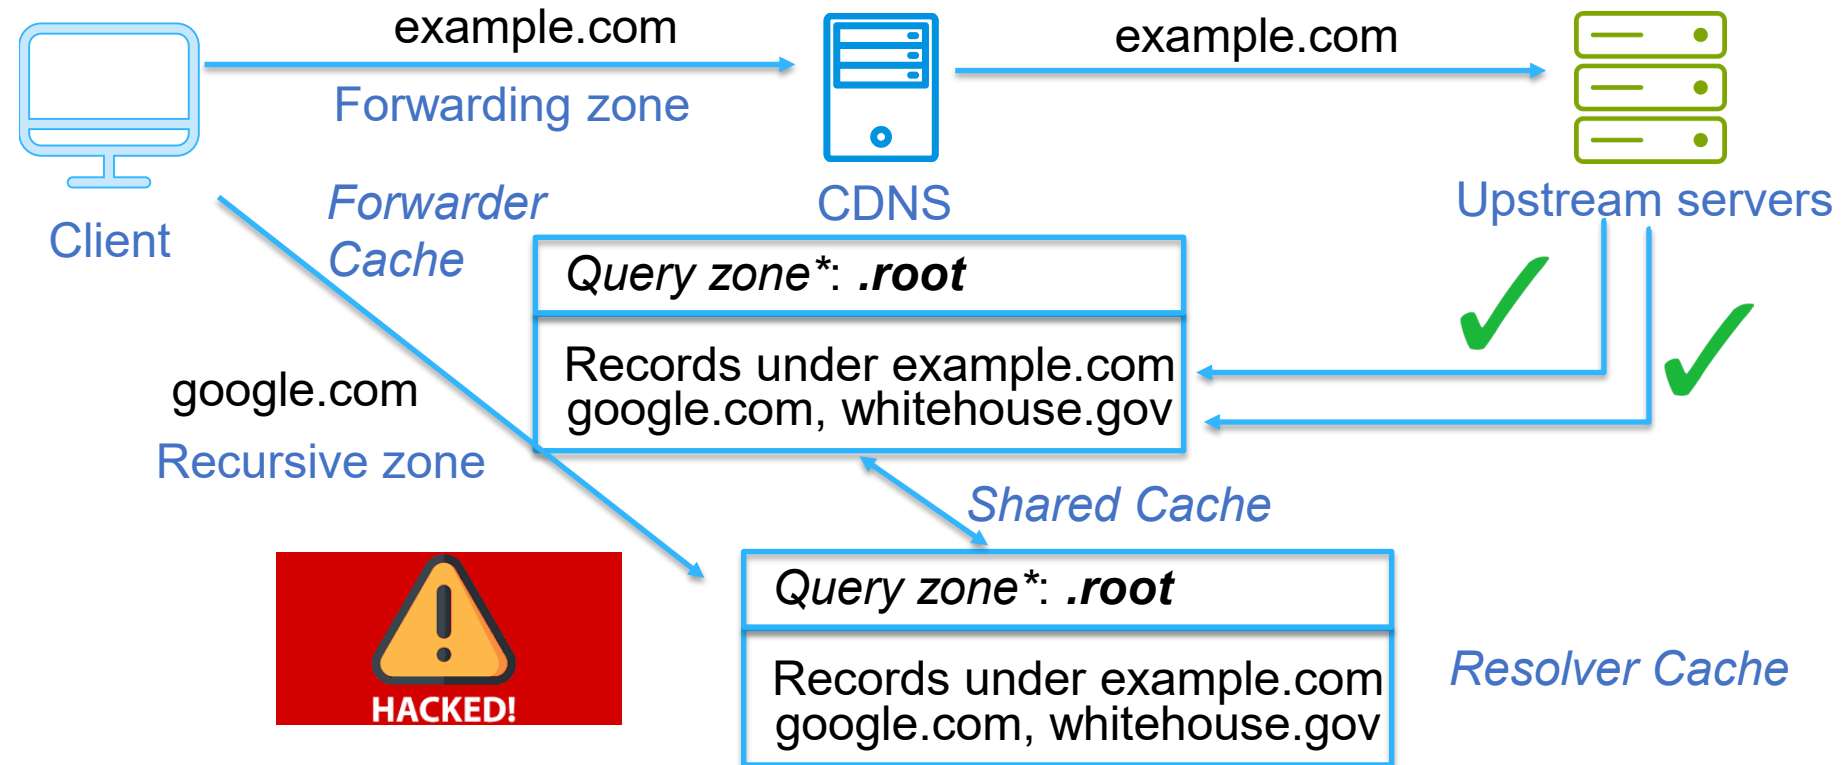 example.com
example.com
Forwarding zone
Forwarder
Cache
CDNS
Upstream servers
Client
Query zone*: .root
Records under example.com
google.com, whitehouse.gov
google.com
Recursive zone
Shared Cache
HACKED!
Query zone*: .root
Records under example.com
google.com, whitehouse.gov
Resolver Cache